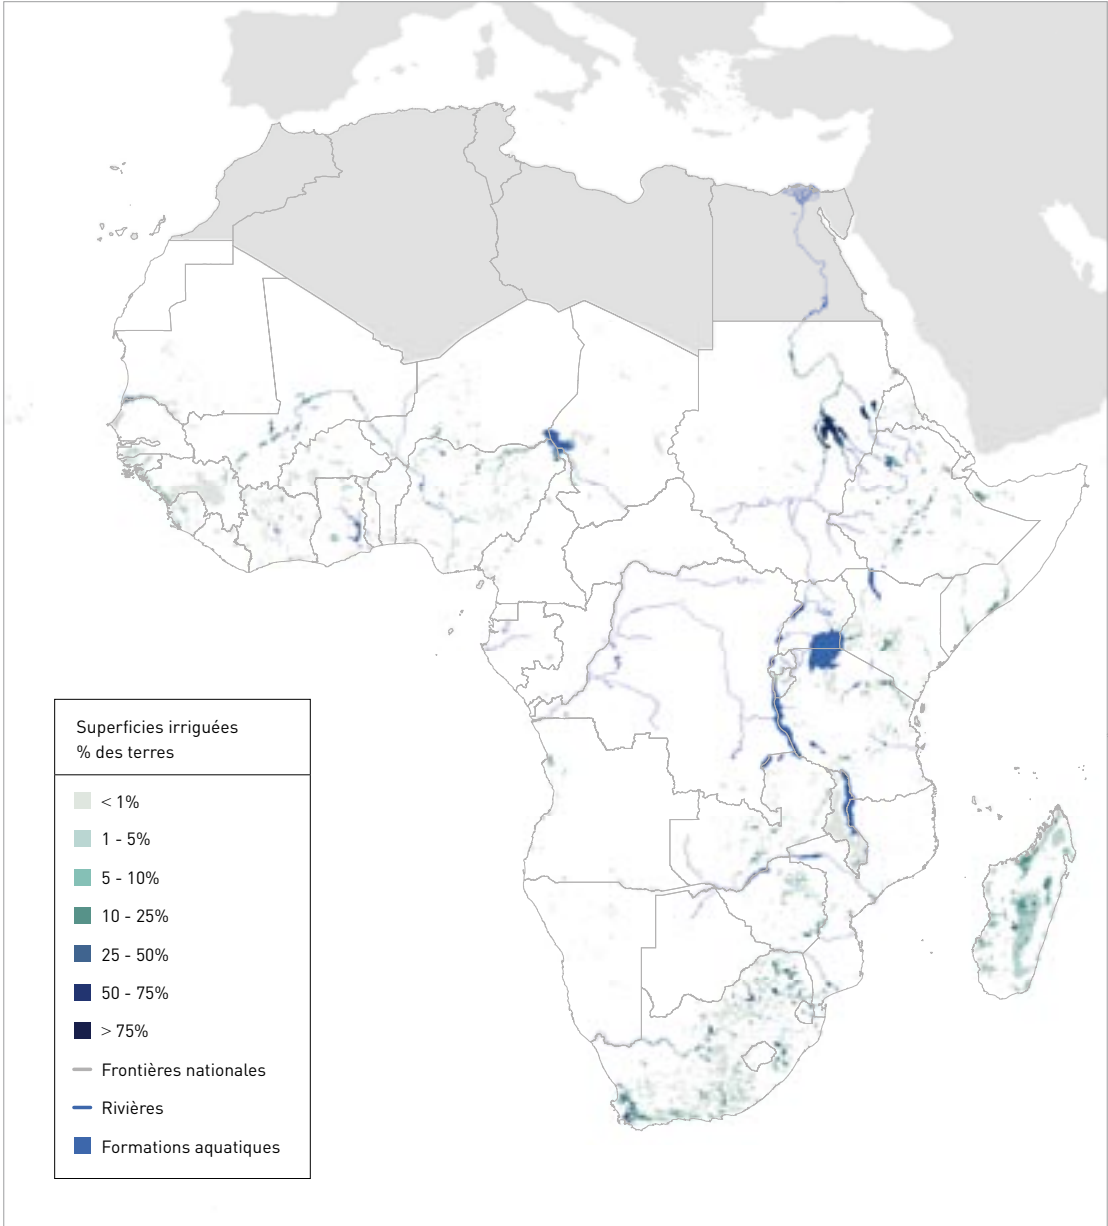 Superficies irriguées
% des terres
< 1%
1 - 5%
5 - 10%
10 - 25%
25 - 50%
50 - 75%
> 75%
Frontières nationales
Rivières
Formations aquatiques